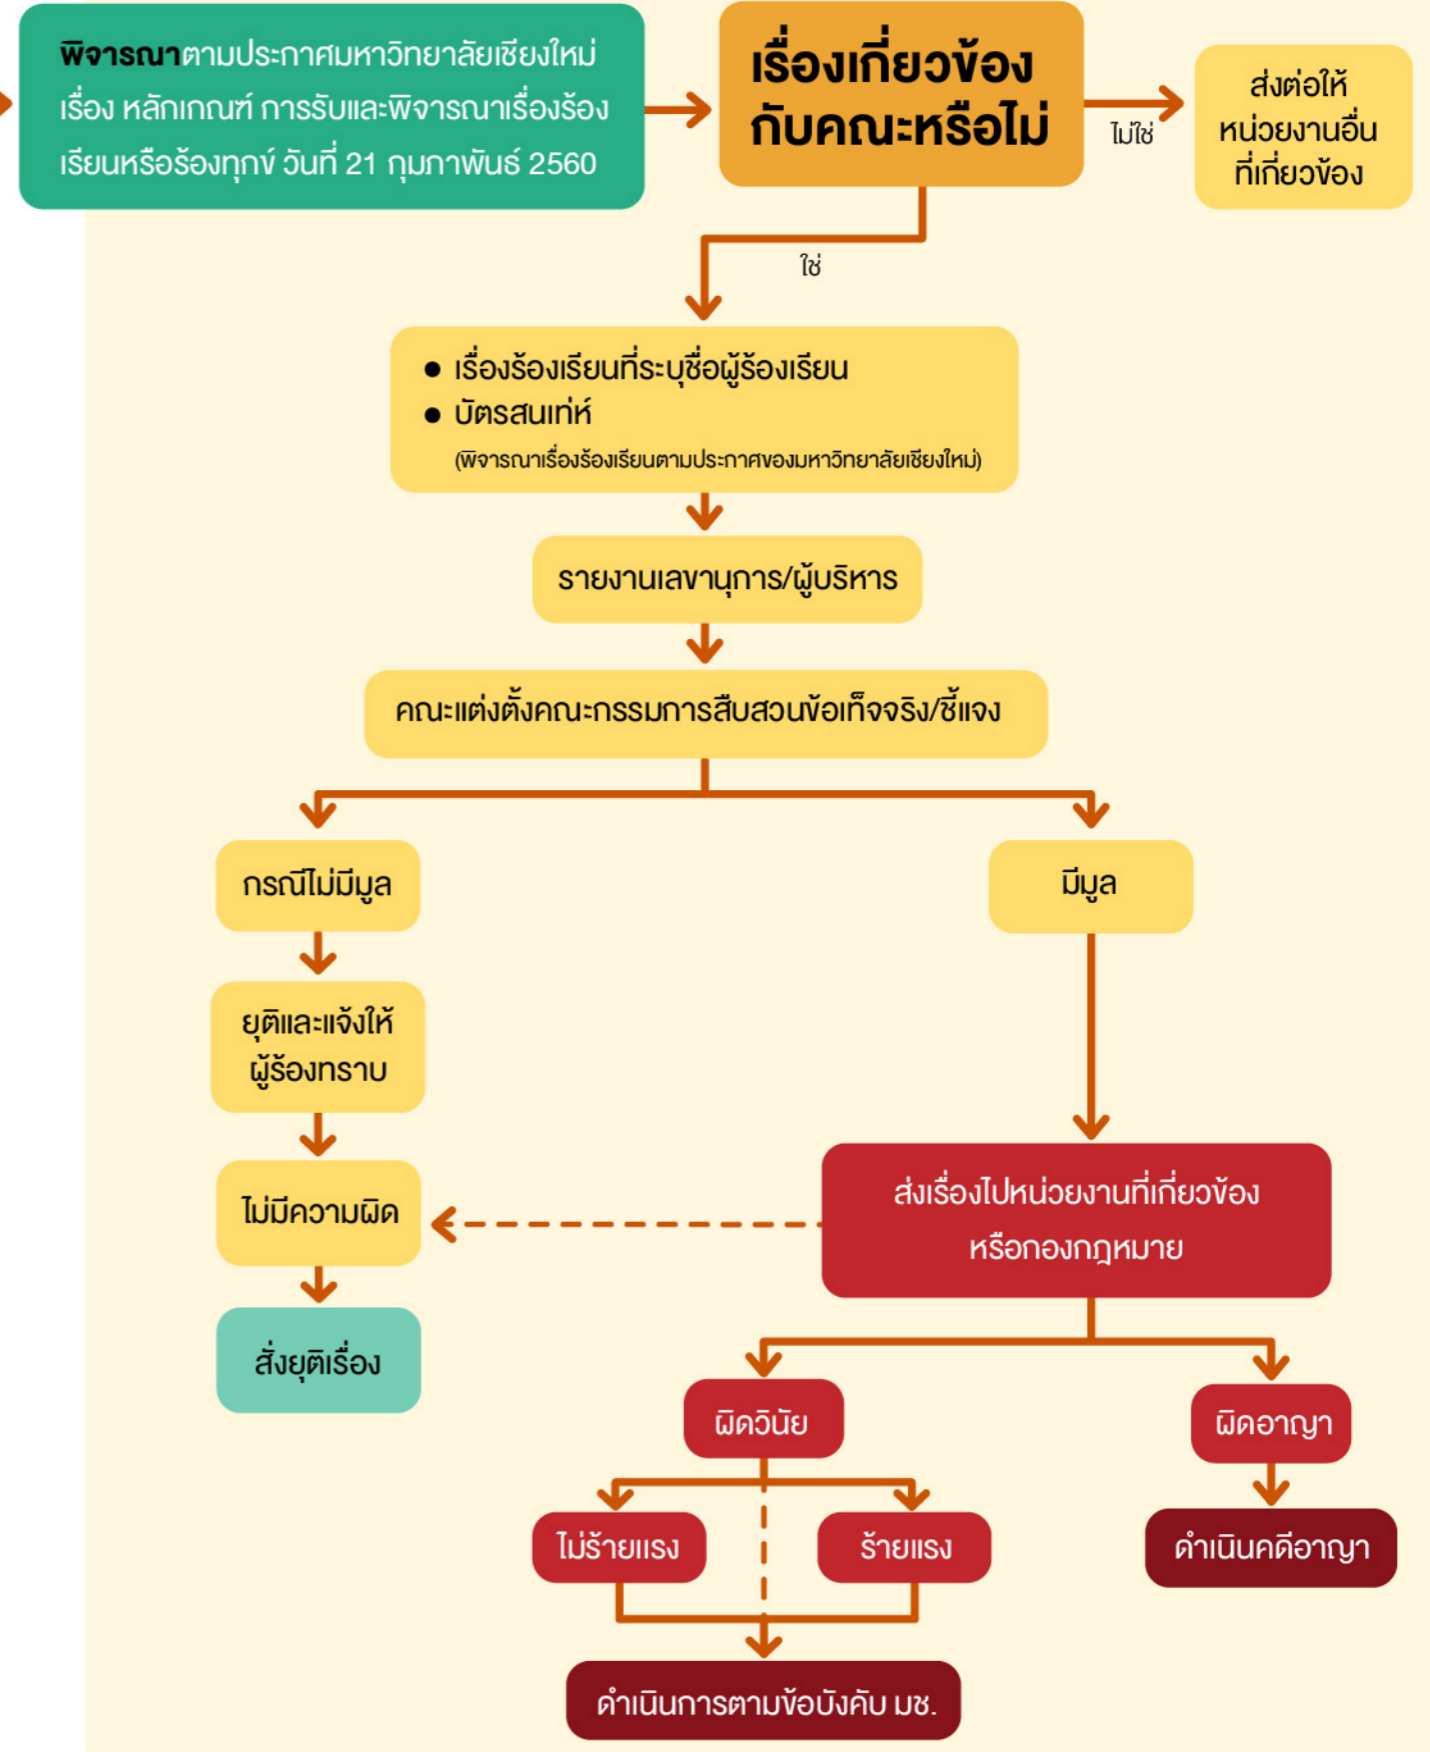 พิจารณาตามประกาศมหาวิทยาลัยเชียงใหม่
เรื่อง หลักเกณฑ์ การรับและพิจารณาเรื่องร้อง
เรียนหรือร้องทุกข์ วันที่ 21 กุมภาพันธ์ 2560
เรื่องเกี่ยวข้อง
กับคณะหรือไม่
ไม่ใช่
ส่งต่อให้
หน่วยงานอื่น
ที่เกี่ยวข้อง
ใช่
● เรื่องร้องเรียนที่ระบุชื่อผู้ร้องเรียน
● บัตรสนเท่ห์
(พิจารณาเรื่องร้องเรียนตามประกาศของมหาวิทยาลัยเชียงใหม่)
รายงานเลขานุการ/ผู้บริหาร
คณะแต่งตั้งคณะกรรมการสืบสวนข้อเท็จจริง/ชี้แจง
กรณีไม่มีมูล
มีมูล
ยุติและแจ้งให้
ผู้ร้องทราบ
ไม่มีความผิด
ส่งเรื่องไปหน่วยงานที่เกี่ยวข้อง
หรือกองกฎหมาย
สั่งยุติเรื่อง
ผิดวินัย
ผิดอาญา
ไม่ร้ายแรง
ร้ายแรง
ดำเนินคดีอาญา
ดำเนินการตามข้อบังคับ มช.